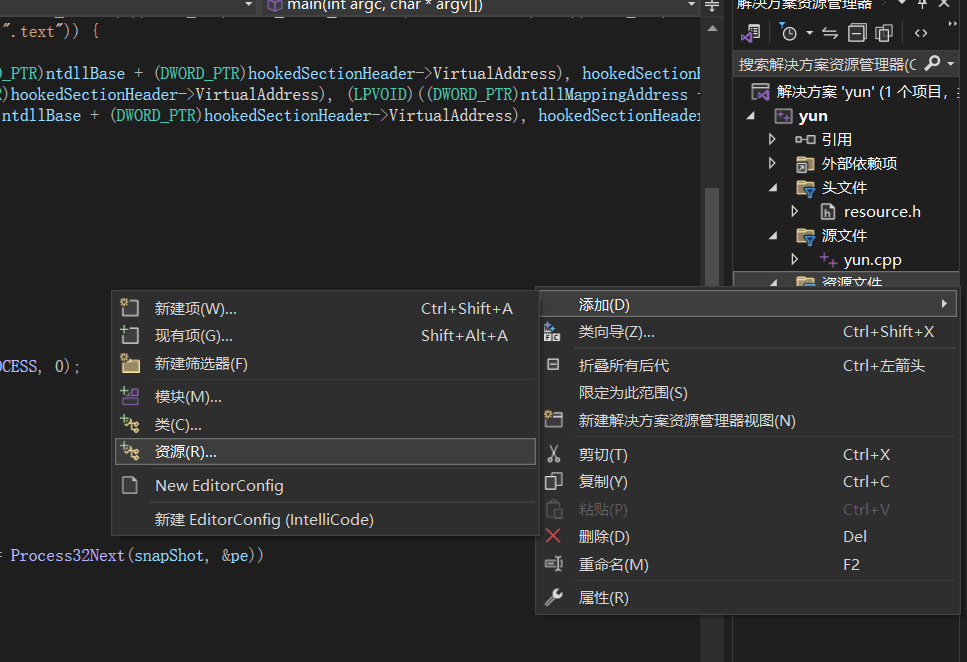 main(int argc, char * argv[])
".text")) {
D_PTR)ntdllBase + (DWORD_PTR)hookedSectionHeader->VirtualAddress), hookedSectionH
)hookedSectionHeader->VirtualAddress), (LPVOID)((DWORD_PTR)ntdllMappingAddress
ntdllBase + (DWORD_PTR)hookedSectionHeader->VirtualAddress), hookedSectionHeader
OCESS, 0);
= Process32Next(snapShot, &pe))
解决方案资源管理器
搜索解决方案资源管理器(C
解决方案 'yun' (1 个项目,
yun
引用
外部依赖项
头文件
resource.h
源文件
yun.cpp
资源文件
新建项(W)... Ctrl+Shift+A
现有项(G)... Shift+Alt+A
新建筛选器(F)
模块(M)...
类(C)...
资源(R)...
New EditorConfig
新建 EditorConfig (IntelliCode)
添加(D)
类向导(Z)... Ctrl+Shift+X
折叠所有后代 Ctrl+左箭头
限定为此范围(S)
新建解决方案资源管理器视图(N)
剪切(T) Ctrl+X
复制(Y) Ctrl+C
粘贴(P) Ctrl+V
删除(D) Del
重命名(M) F2
属性(R)